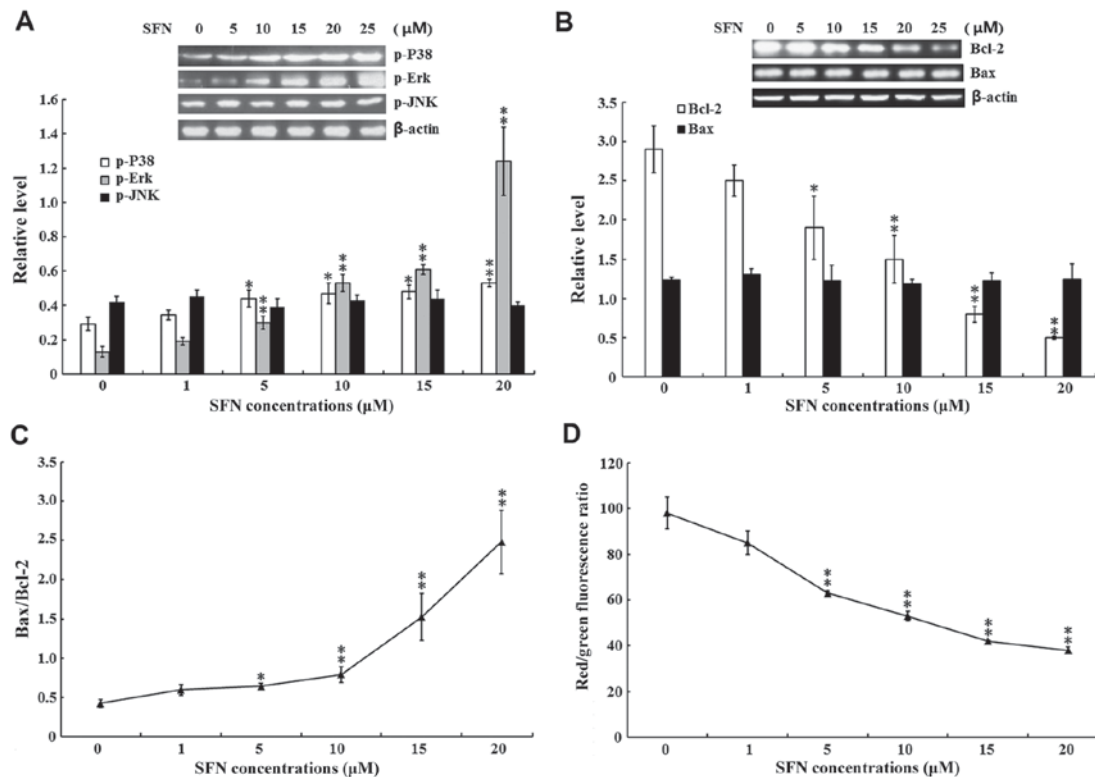 A
SFN 0 5 10 15 20 25 (μM)
p-P38
p-Erk
p-JNK
β-actin
1.6
1.4
1.2
1.0
0.8
0.6
0.4
0.2
0
Relative level
p-P38
p-Erk
p-JNK
* ** * ** * ** ** **
0 1 5 10 15 20
SFN concentrations (μM)
B
SFN 0 5 10 15 20 25 (μM)
Bcl-2
Bax
β-actin
3.5
3.0
2.5
2.0
1.5
1.0
0.5
0
Relative level
Bcl-2
Bax
* ** ** **
0 1 5 10 15 20
SFN concentrations (μM)
C
3.5
3.0
2.5
2.0
1.5
1.0
0.5
0.0
Bax/Bcl-2
* ** ** **
0 1 5 10 15 20
SFN concentrations (μM)
D
120
100
80
60
40
20
0
Red/green fluorescence ratio
** ** ** **
0 1 5 10 15 20
SFN concentrations (μM)